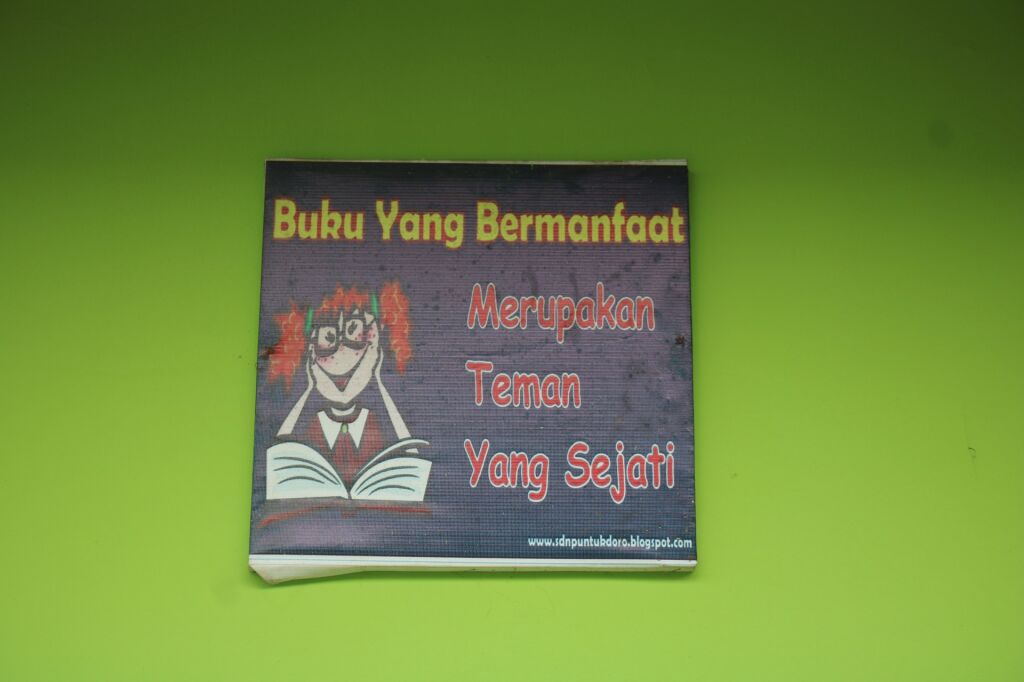 Buku Yang Bermanfaat
Merupakan
Teman
Yang Sejati
www.sdnpuntukdoro.blogspot.com